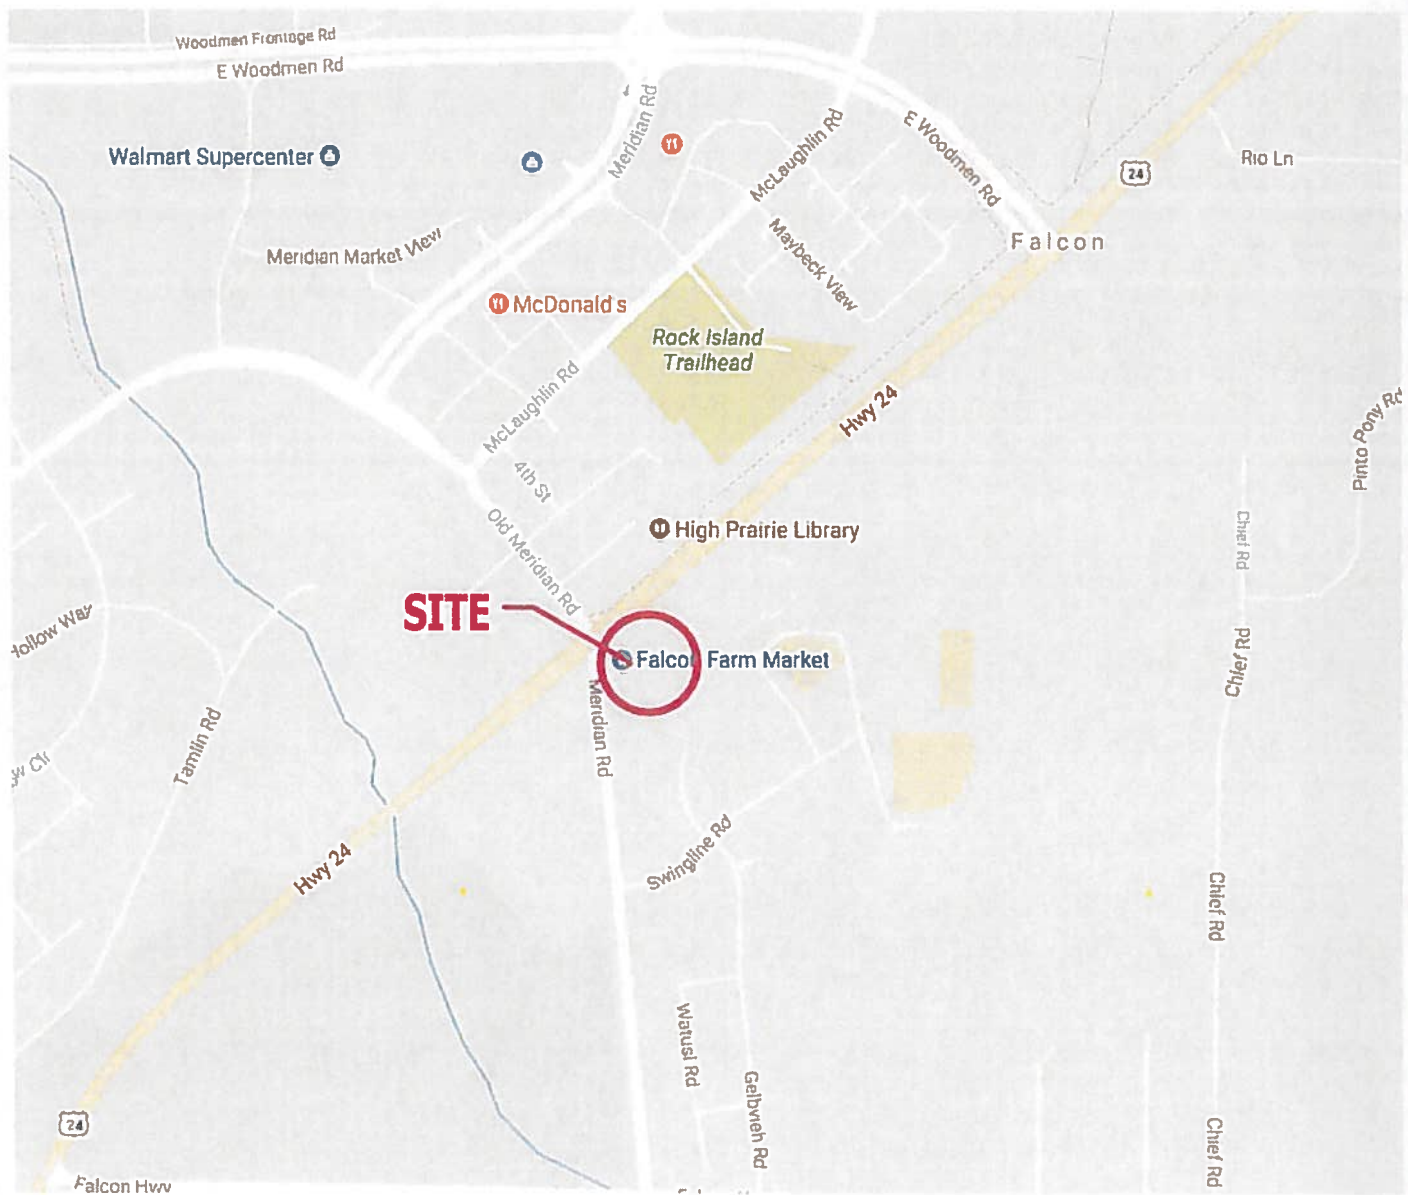 Woodmen Frontage Rd
E Woodmen Rd
Meridian Rd
McLaughlin Rd
E Woodmen Rd
Walmart Supercenter
24
Rio Ln
Meridian Market View
Maybeck View
Falcon
McDonald's
Rock Island
Trailhead
McLaughlin Rd
Hwy 24
Pinto Pony Rd
4th St
Old Meridian Rd
High Prairie Library
Chief Rd
SITE
Hollow Way
Falcon Farm Market
Chief Rd
Meridian Rd
Tamlin Rd
Swingline Rd
Hwy 24
Chief Rd
Watusi Rd
Gelbvieh Rd
24
Chief Rd
Falcon Hwy